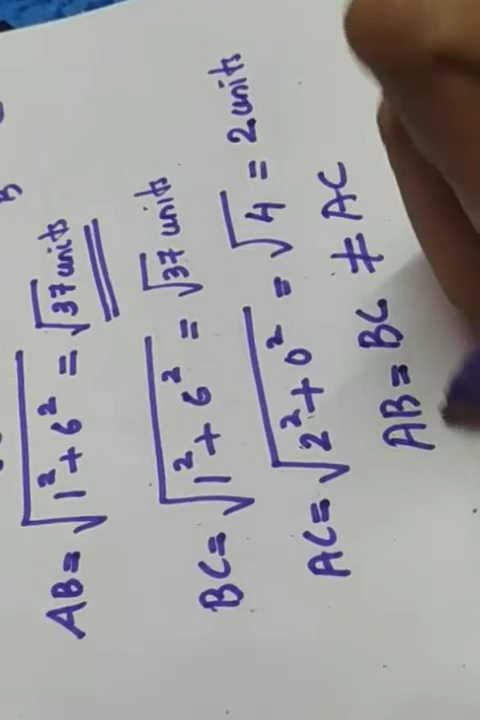 AB = √1² + 6² = √37 units
BC = √1² + 6² = √37 units
AC = √2² + 0² = √4 = 2 units
AB = BC ≠ AC